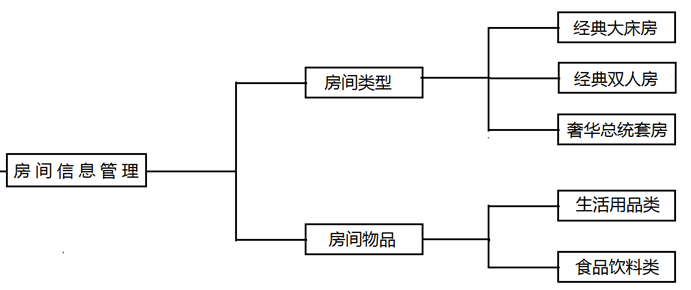 房间信息管理
房间类型
经典大床房
经典双人房
奢华总统套房
房间物品
生活用品类
食品饮料类